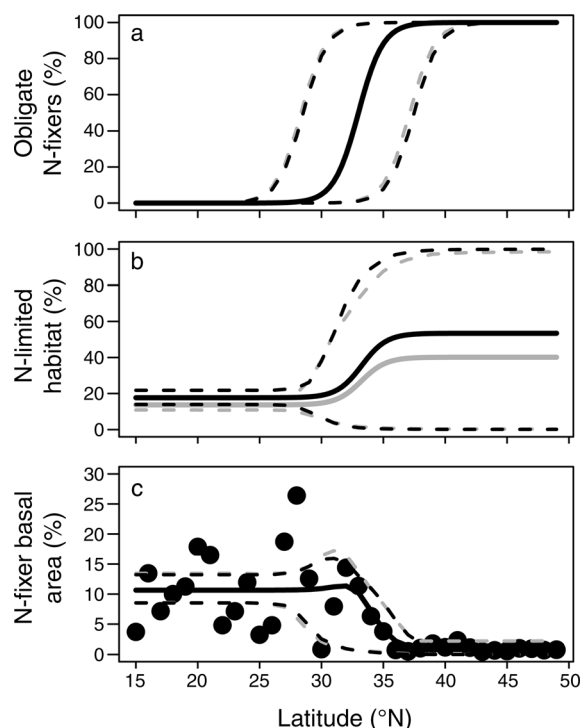 a
Obligate
N-fixers (%)
100
80
60
40
20
0
b
N-limited
habitat (%)
100
80
60
40
20
0
c
N-fixer basal
area (%)
30
25
20
15
10
5
0
15 20 25 30 35 40 45 50
Latitude (°N)